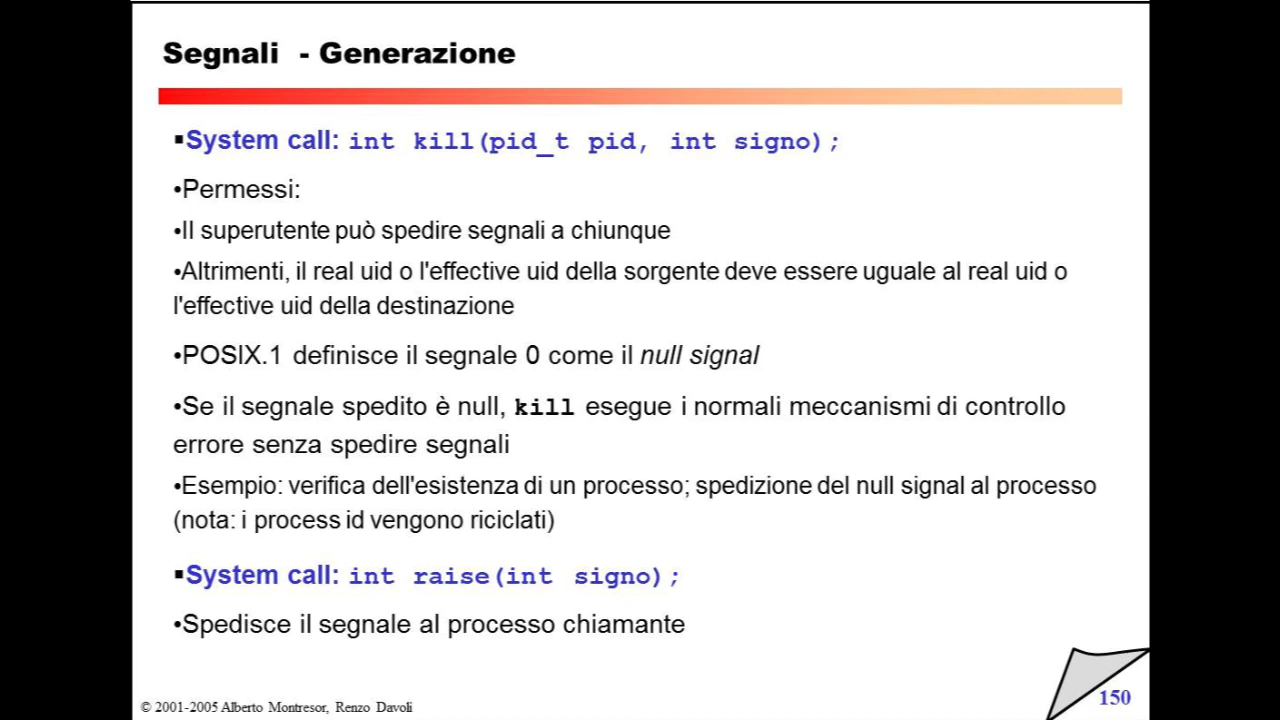 Segnali - Generazione
▪System call: int kill(pid_t pid, int signo);
•Permessi:
•Il superutente può spedire segnali a chiunque
•Altrimenti, il real uid o l'effective uid della sorgente deve essere uguale al real uid o
l'effective uid della destinazione
•POSIX.1 definisce il segnale 0 come il null signal
•Se il segnale spedito è null, kill esegue i normali meccanismi di controllo
errore senza spedire segnali
•Esempio: verifica dell'esistenza di un processo; spedizione del null signal al processo
(nota: i process id vengono riciclati)
▪System call: int raise(int signo);
•Spedisce il segnale al processo chiamante
© 2001-2005 Alberto Montresor, Renzo Davoli
150